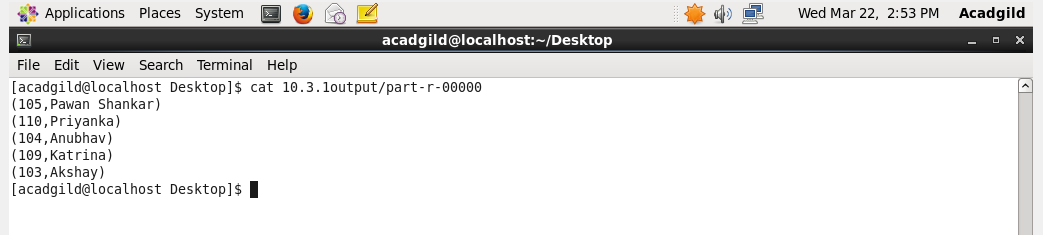 Applications Places System Wed Mar 22, 2:53 PM Acadgild
acadgild@localhost:~/Desktop
File Edit View Search Terminal Help
[acadgild@localhost Desktop]$ cat 10.3.1output/part-r-00000
(105,Pawan Shankar)
(110,Priyanka)
(104,Anubhav)
(109,Katrina)
(103,Akshay)
[acadgild@localhost Desktop]$